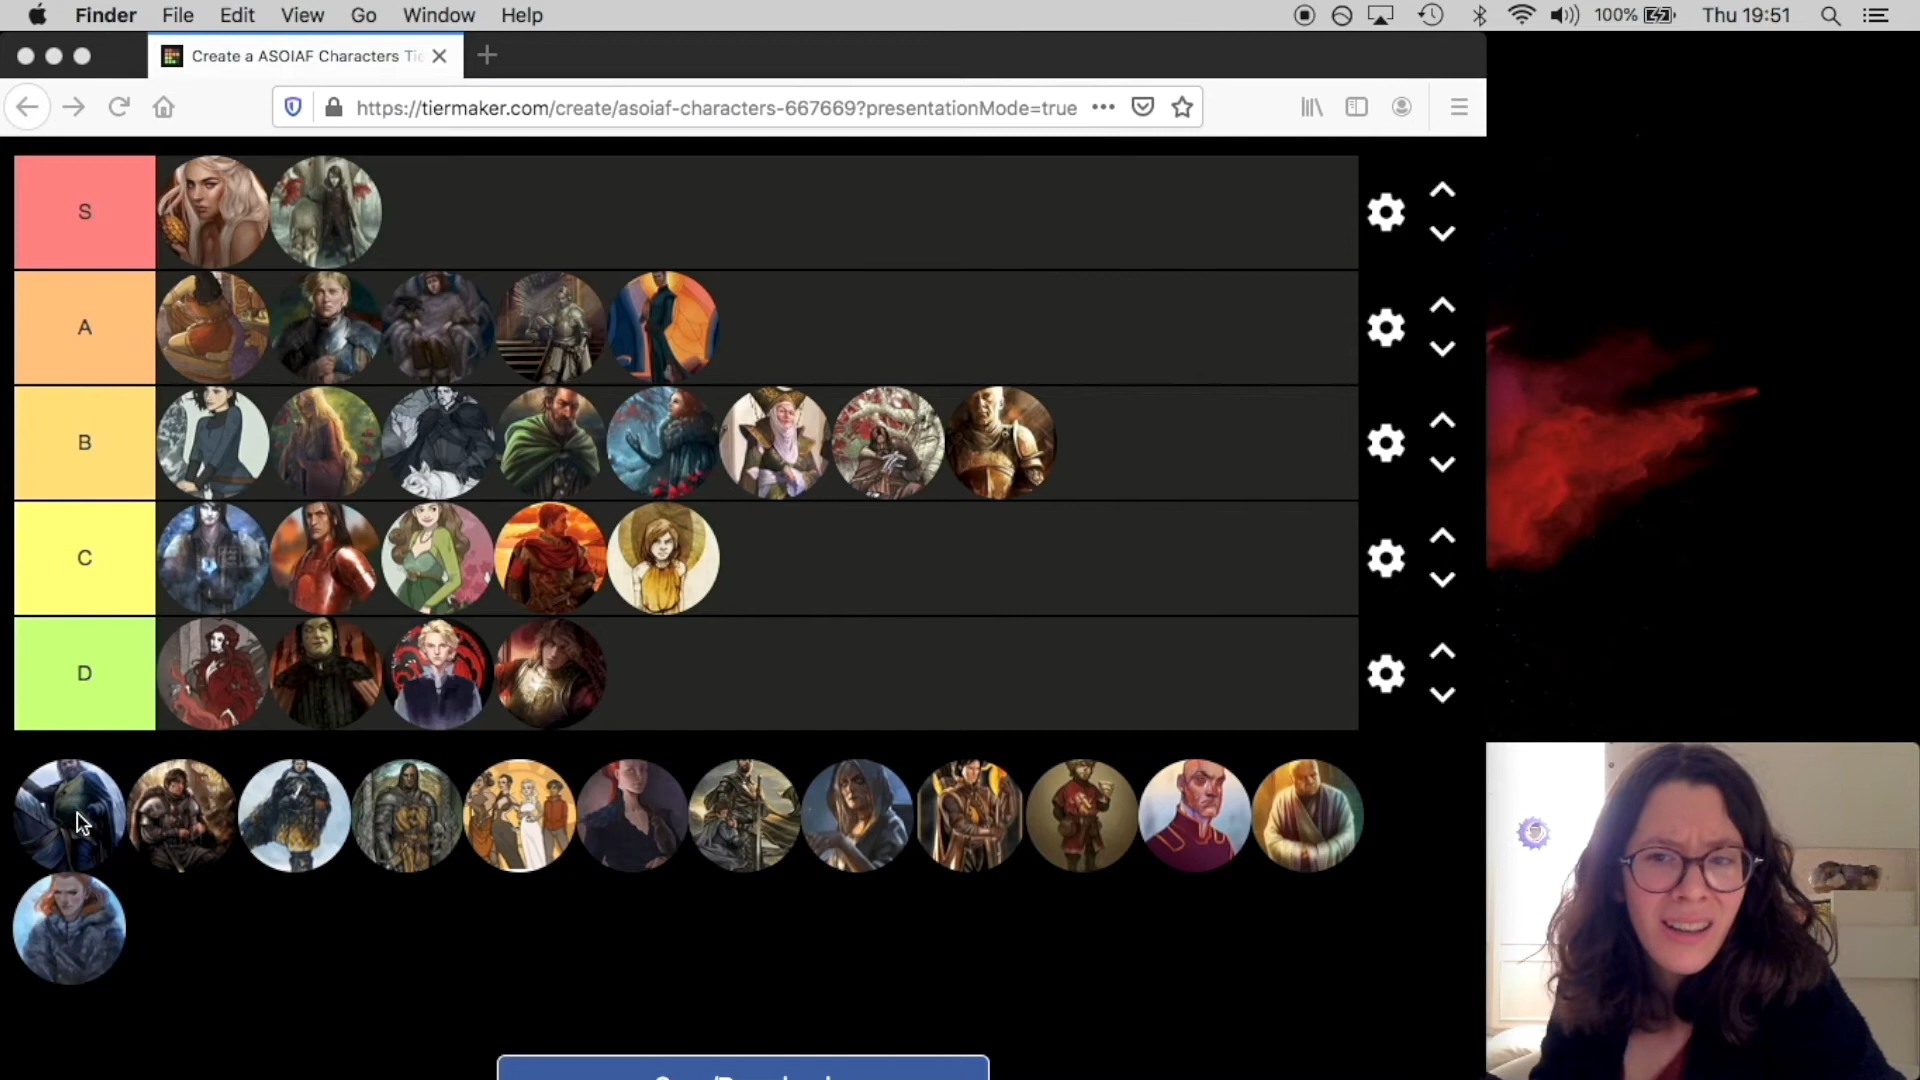 Finder File Edit View Go Window Help 100% Thu 19:51
Create a ASOIAF Characters Tie
https://tiermaker.com/create/asoiaf-characters-667669?presentationMode=true
S
A
B
C
D